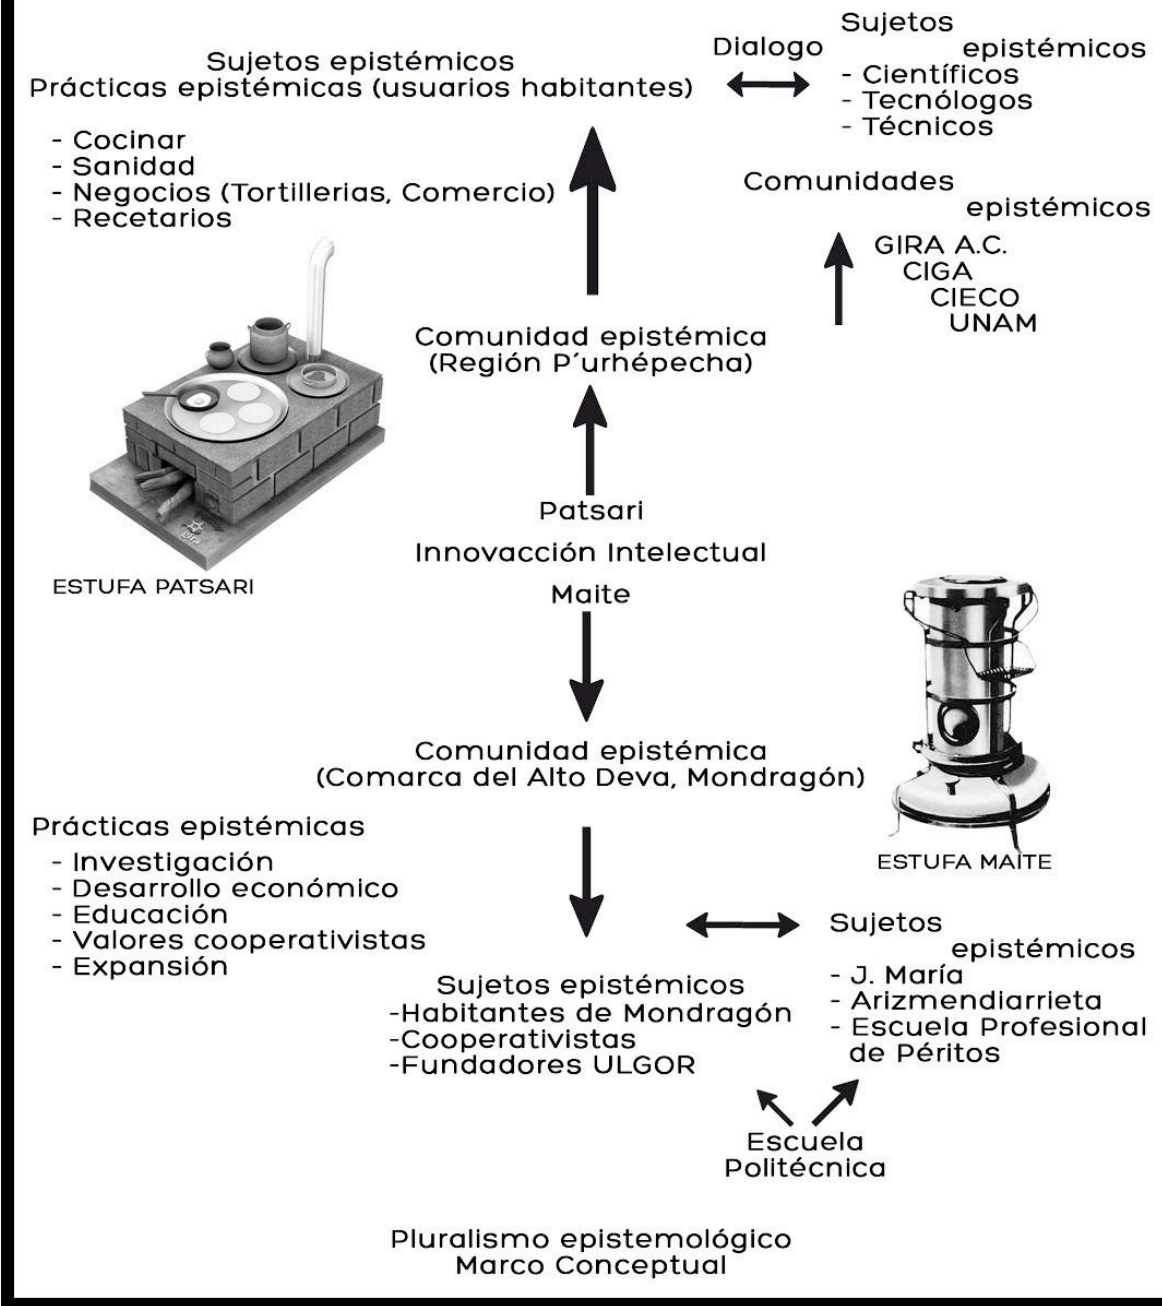 Sujetos epistémicos
Prácticas epistémicas (usuarios habitantes)
- Cocinar
- Sanidad
- Negocios (Tortillerias, Comercio)
- Recetarios
Dialogo
Sujetos
epistémicos
- Científicos
- Tecnólogos
- Técnicos
Comunidades
epistémicos
GIRA A.C.
CIGA
CIECO
UNAM
Comunidad epistémica
(Región P´urhépecha)
gira
ESTUFA PATSARI
Patsari
Innovacción Intelectual
Maite
Comunidad epistémica
(Comarca del Alto Deva, Mondragón)
ESTUFA MAITE
Prácticas epistémicas
- Investigación
- Desarrollo económico
- Educación
- Valores cooperativistas
- Expansión
Sujetos epistémicos
-Habitantes de Mondragón
-Cooperativistas
-Fundadores ULGOR
Sujetos
epistémicos
- J. María
- Arizmendiarrieta
- Escuela Profesional
de Péritos
Escuela
Politécnica
Pluralismo epistemológico
Marco Conceptual